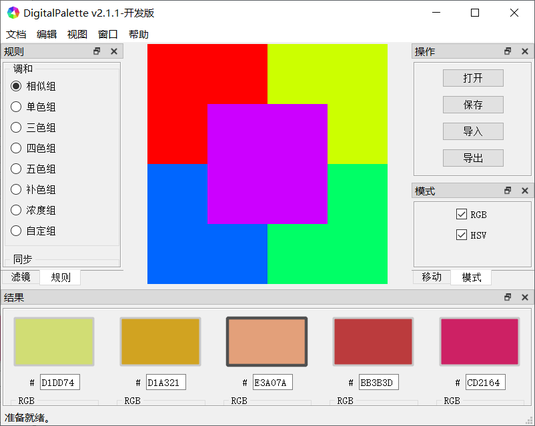 DigitalPalette v2.1.1-开发版
文档 编辑 视图 窗口 帮助
规则
调和
相似组
单色组
三色组
四色组
五色组
补色组
浓度组
自定组
同步
滤镜 规则
操作
打开
保存
导入
导出
模式
RGB
HSV
移动 模式
结果
# D1DD74 # D1A321 # E3A07A # BB3B3D # CD2164
RGB RGB RGB RGB RGB
准备就绪。